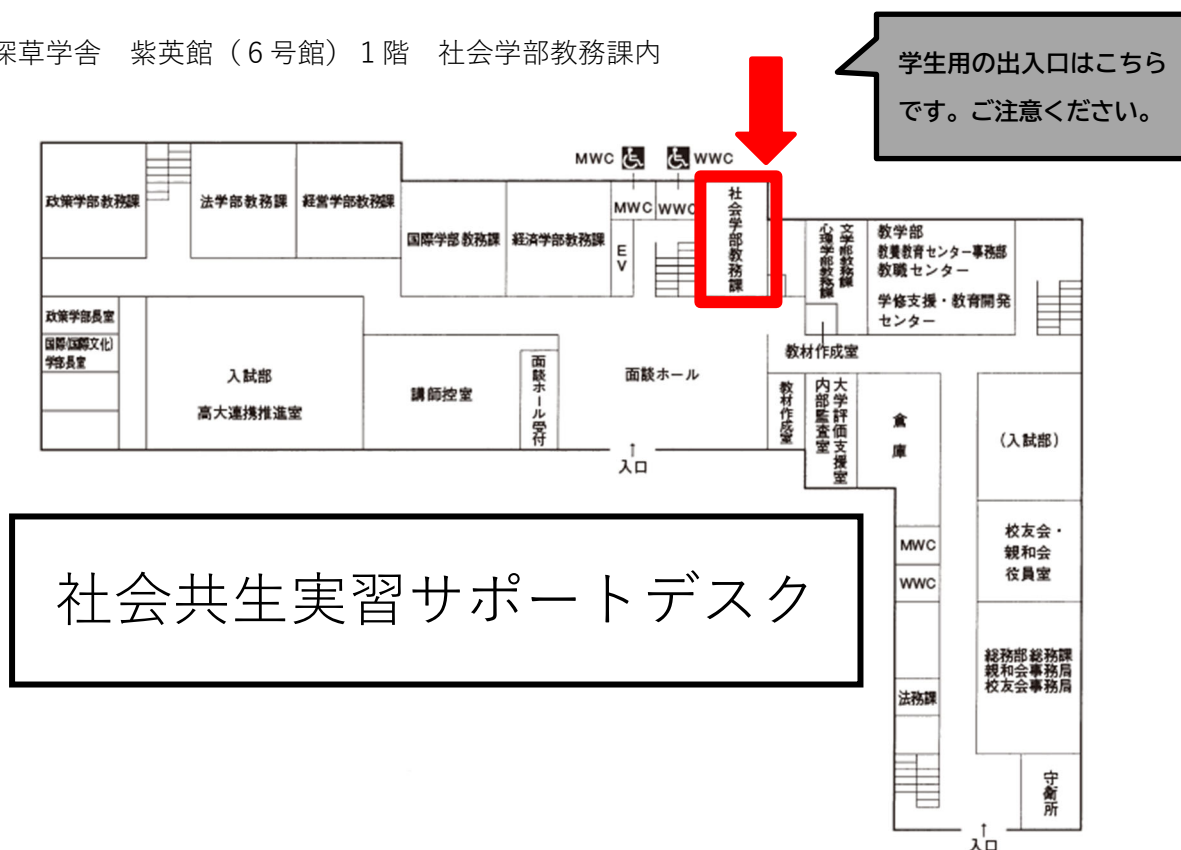 深草学舎　紫英館（６号館）１階　社会学部教務課内
学生用の出入口はこちら
です。ご注意ください。
MWC
WWC
政策学部教務課
法学部教務課
経営学部教務課
国際学部教務課
経済学部教務課
MWC
WWC
EV
社会学部教務課
文学部教務課
心理学部教務課
教学部
教養教育センター事務部
教職センター
学修支援・教育開発
センター
政策学部長室
国際(国際文化)
学部長室
入試部
高大連携推進室
講師控室
面談ホール受付
面談ホール
教材作成室
教材作成室
大学評価支援室
内部監査室
倉庫
（入試部）
↑
入口
社会共生実習サポートデスク
MWC
WWC
校友会・
親和会
役員室
総務部総務課
親和会事務局
校友会事務局
法務課
守衛所
↑
入口